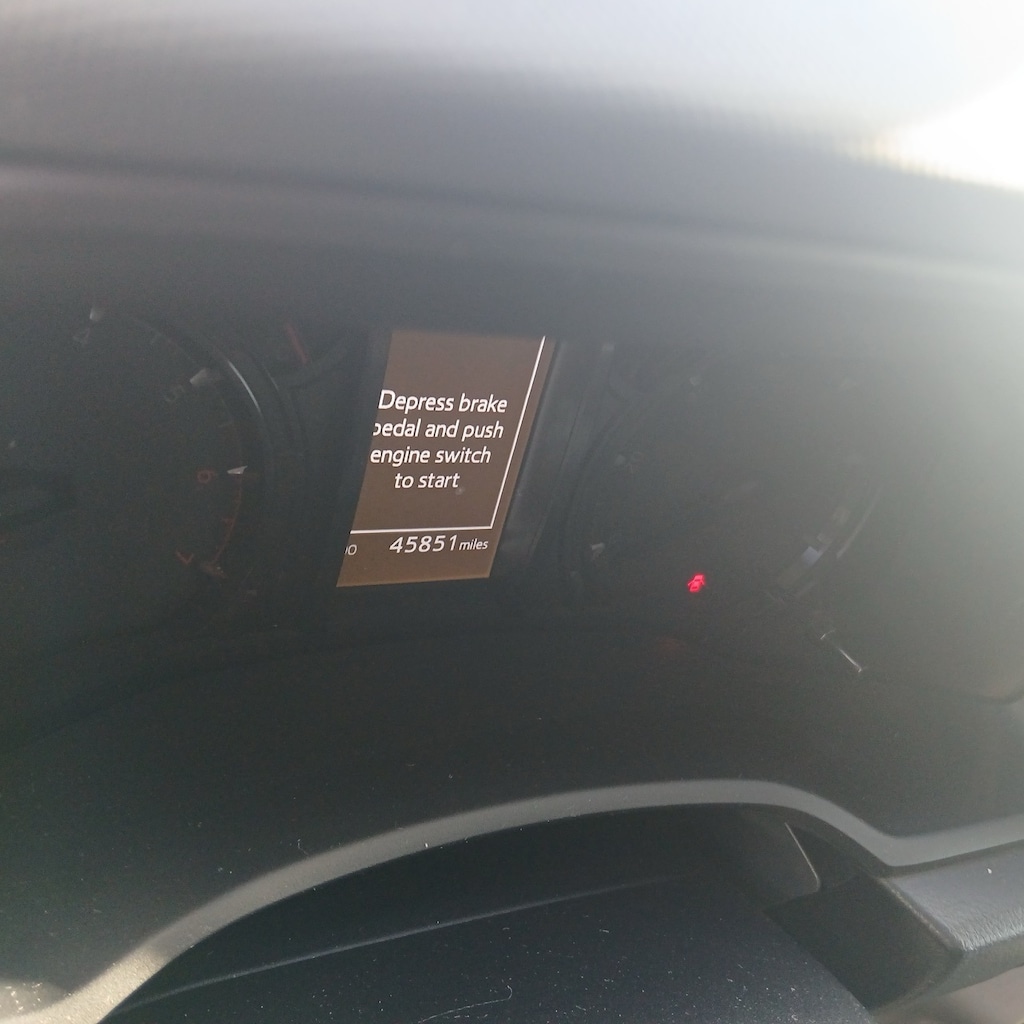 Depress brake
pedal and push
engine switch
to start
45851 miles